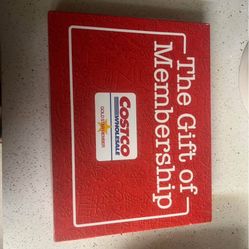 The Gift of
Membership
COSTCO
WHOLESALE
GOLD STAR MEMBER